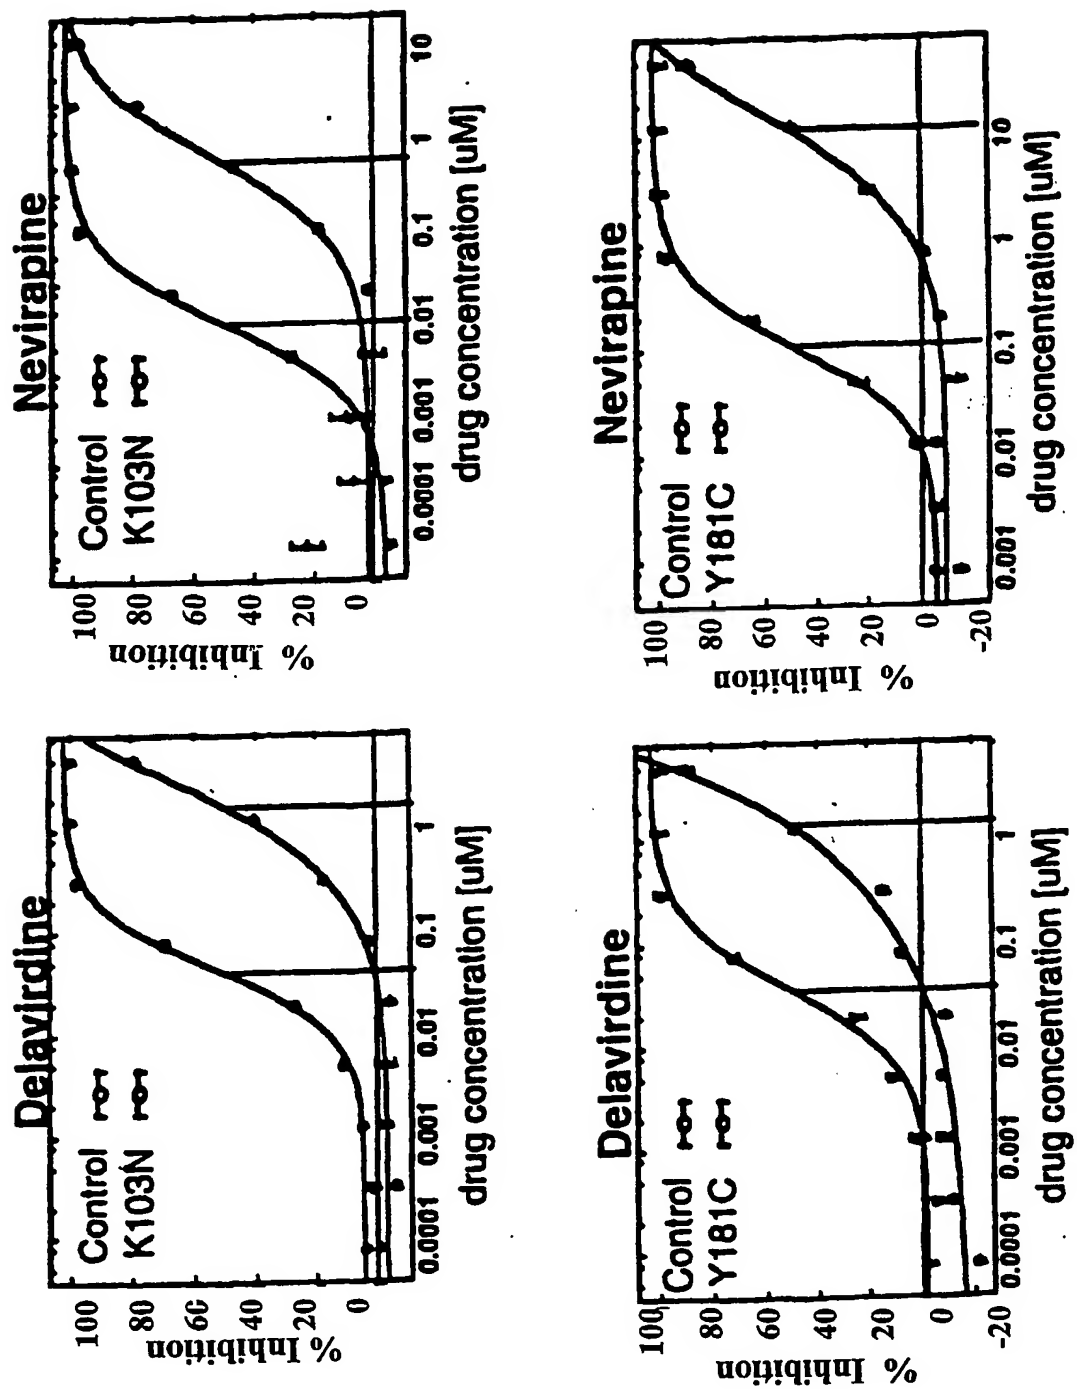 Delavirdine
Control
K103N
% Inhibition
100
80
60
40
20
0
0.0001 0.001 0.01 0.1 1
drug concentration [uM]
Nevirapine
Control
K103N
% Inhibition
100
80
60
40
20
0
0.0001 0.001 0.01 0.1 1 10
drug concentration [uM]
Delavirdine
Control
Y181C
% Inhibition
100
80
60
40
20
0
-20
0.0001 0.001 0.01 0.1 1
drug concentration [uM]
Nevirapine
Control
Y181C
% Inhibition
100
80
60
40
20
0
-20
0.001 0.01 0.1 1 10
drug concentration [uM]